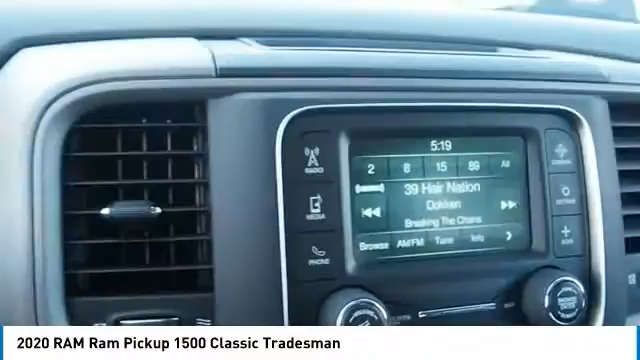 5:19
2 8 15 89 All
RADIO
39 Hair Nation
MEDIA
Dokken
Breaking The Chains
PHONE
Browse AM/FM Tune Info
2020 RAM Ram Pickup 1500 Classic Tradesman